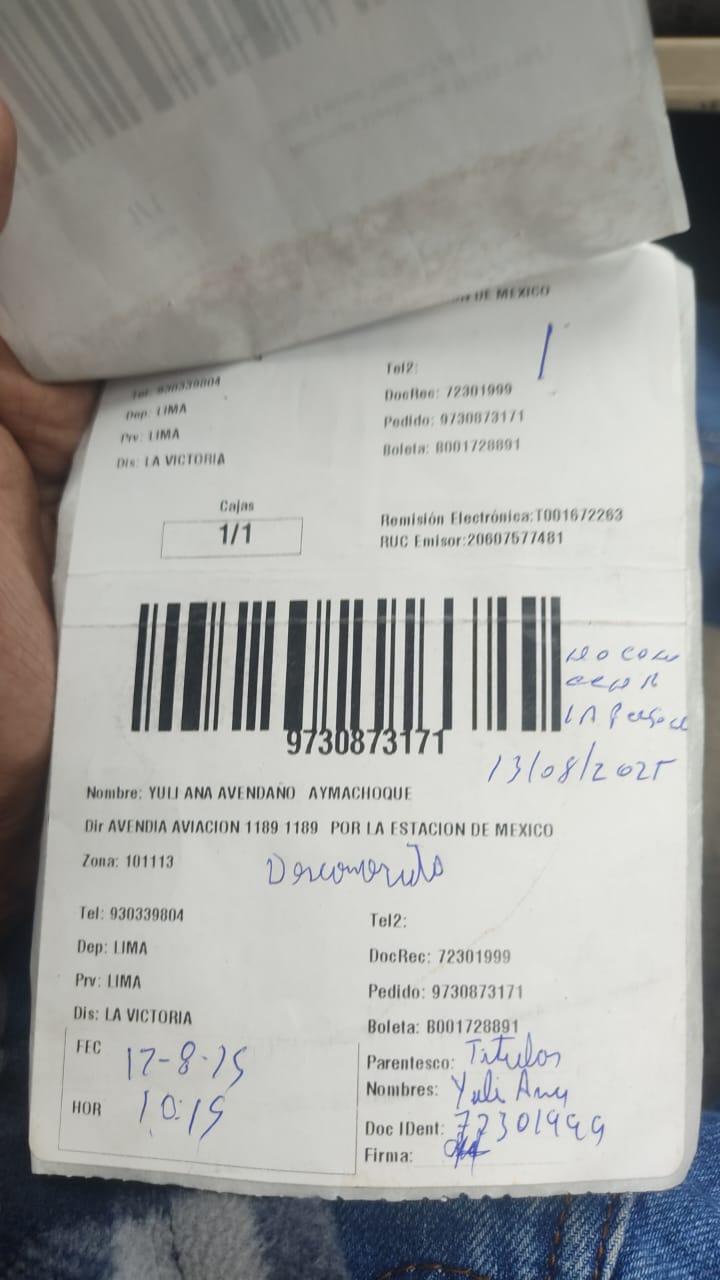 DE MEXICO
Tel: 930339804
Tel2:
DocRec: 72301999
Dep: LIMA
Pedido: 9730873171
Prv: LIMA
Boleta: B001728891
Dis: LA VICTORIA
Cajas
1/1
Remisión Electrónica:T001672263
RUC Emisor:20607577481
NO CONO
LA
9730873171
13/08/2025
Nombre: YULI ANA AVENDAÑO AYMACHOQUE
Dir AVENDIA AVIACION 1189 1189 POR LA ESTACION DE MEXICO
Zona: 101113
Desconocido
Tel: 930339804
Tel2:
Dep: LIMA
DocRec: 72301999
Prv: LIMA
Pedido: 9730873171
Dis: LA VICTORIA
Boleta: B001728891
FEC 17-8-25
Parentesco: Titular
Nombres: Yuli Ana
HOR 10:15
Doc IDent: 72301999
Firma: